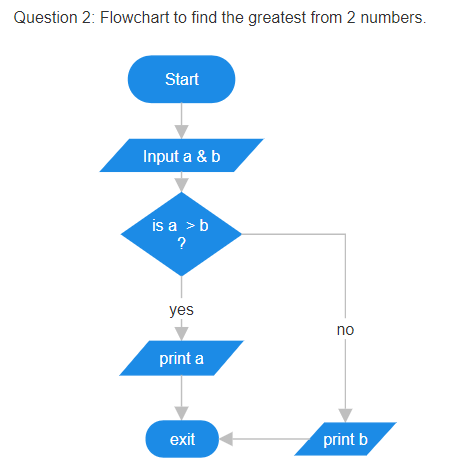 Question 2: Flowchart to find the greatest from 2 numbers.
Start
Input a & b
is a > b
?
yes
no
print a
exit
print b